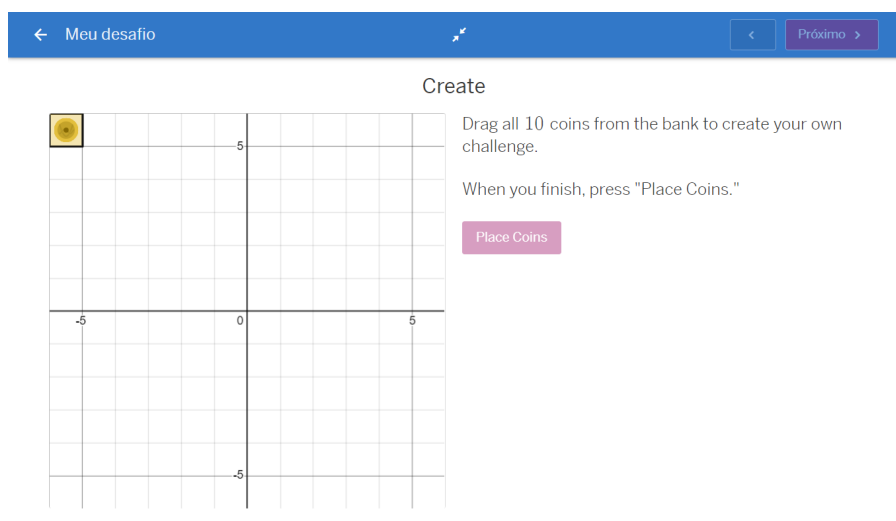 Meu desafio
Próximo
Create
Drag all 10 coins from the bank to create your own
challenge.
When you finish, press "Place Coins."
Place Coins
5
-5
0
5
-5